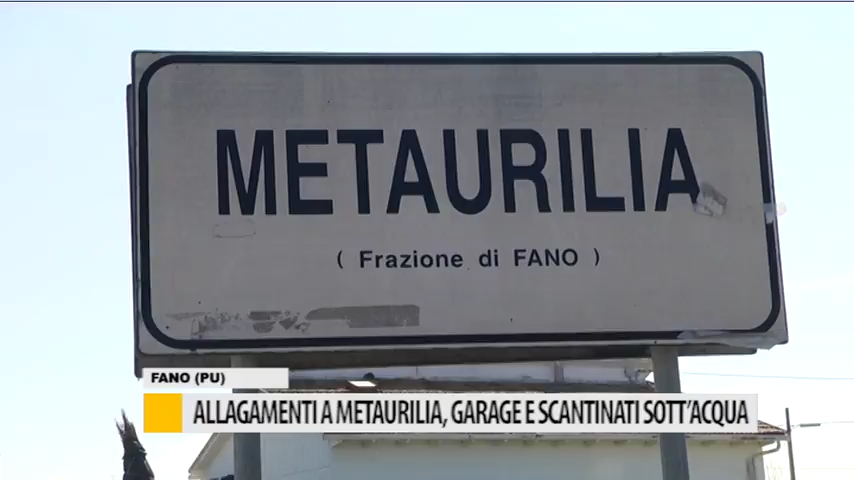 METAURILIA
( Frazione di FANO )
FANO (PU)
ALLAGAMENTI A METAURILIA, GARAGE E SCANTINATI SOTT'ACQUA